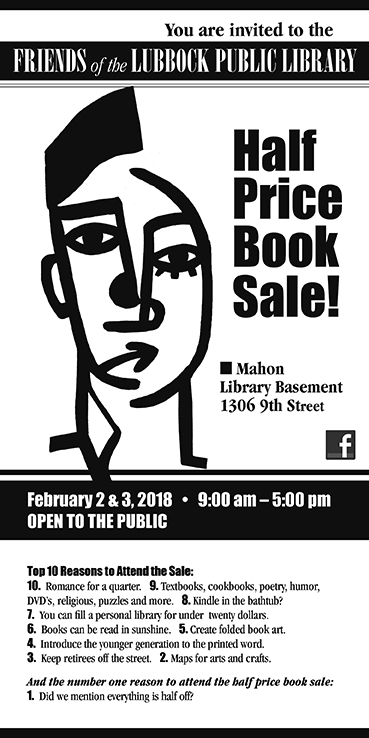 You are invited to the
FRIENDS of the LUBBOCK PUBLIC LIBRARY
Half
Price
Book
Sale!
■ Mahon
Library Basement
1306 9th Street
f
February 2 & 3, 2018 • 9:00 am – 5:00 pm
OPEN TO THE PUBLIC
Top 10 Reasons to Attend the Sale:
10. Romance for a quarter. 9. Textbooks, cookbooks, poetry, humor,
DVD's, religious, puzzles and more. 8. Kindle in the bathtub?
7. You can fill a personal library for under twenty dollars.
6. Books can be read in sunshine. 5. Create folded book art.
4. Introduce the younger generation to the printed word.
3. Keep retirees off the street. 2. Maps for arts and crafts.
And the number one reason to attend the half price book sale:
1. Did we mention everything is half off?